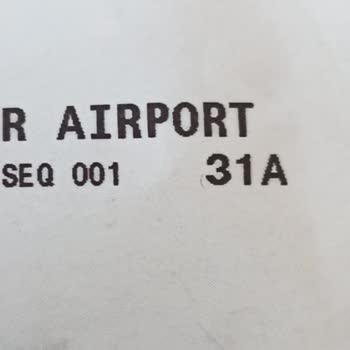 R AIRPORT
SEQ 001 31A